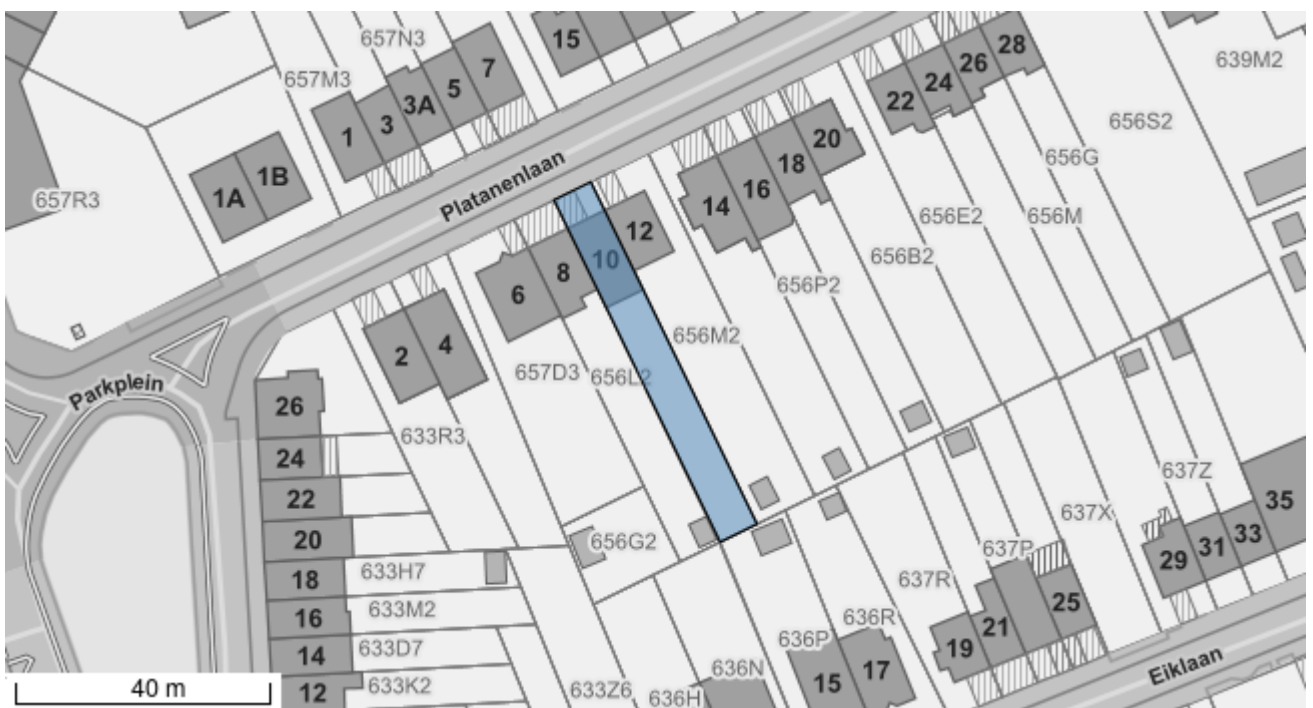 15
657N3
7
5
3A
3
1
657M3
28
26
24
22
639M2
656S2
1B
1A
657R3
Platanenlaan
20
18
16
14
656G
656M
656E2
656B2
656P2
12
10
8
6
656M2
656L2
657D3
4
2
Parkplein
26
24
22
20
18
16
14
12
633R3
656G2
633H7
633M2
633D7
633K2
633Z6
636H
636N
636P
636R
15
17
637R
637P
637X
637Z
19
21
25
29
31
33
35
Eiklaan
40 m